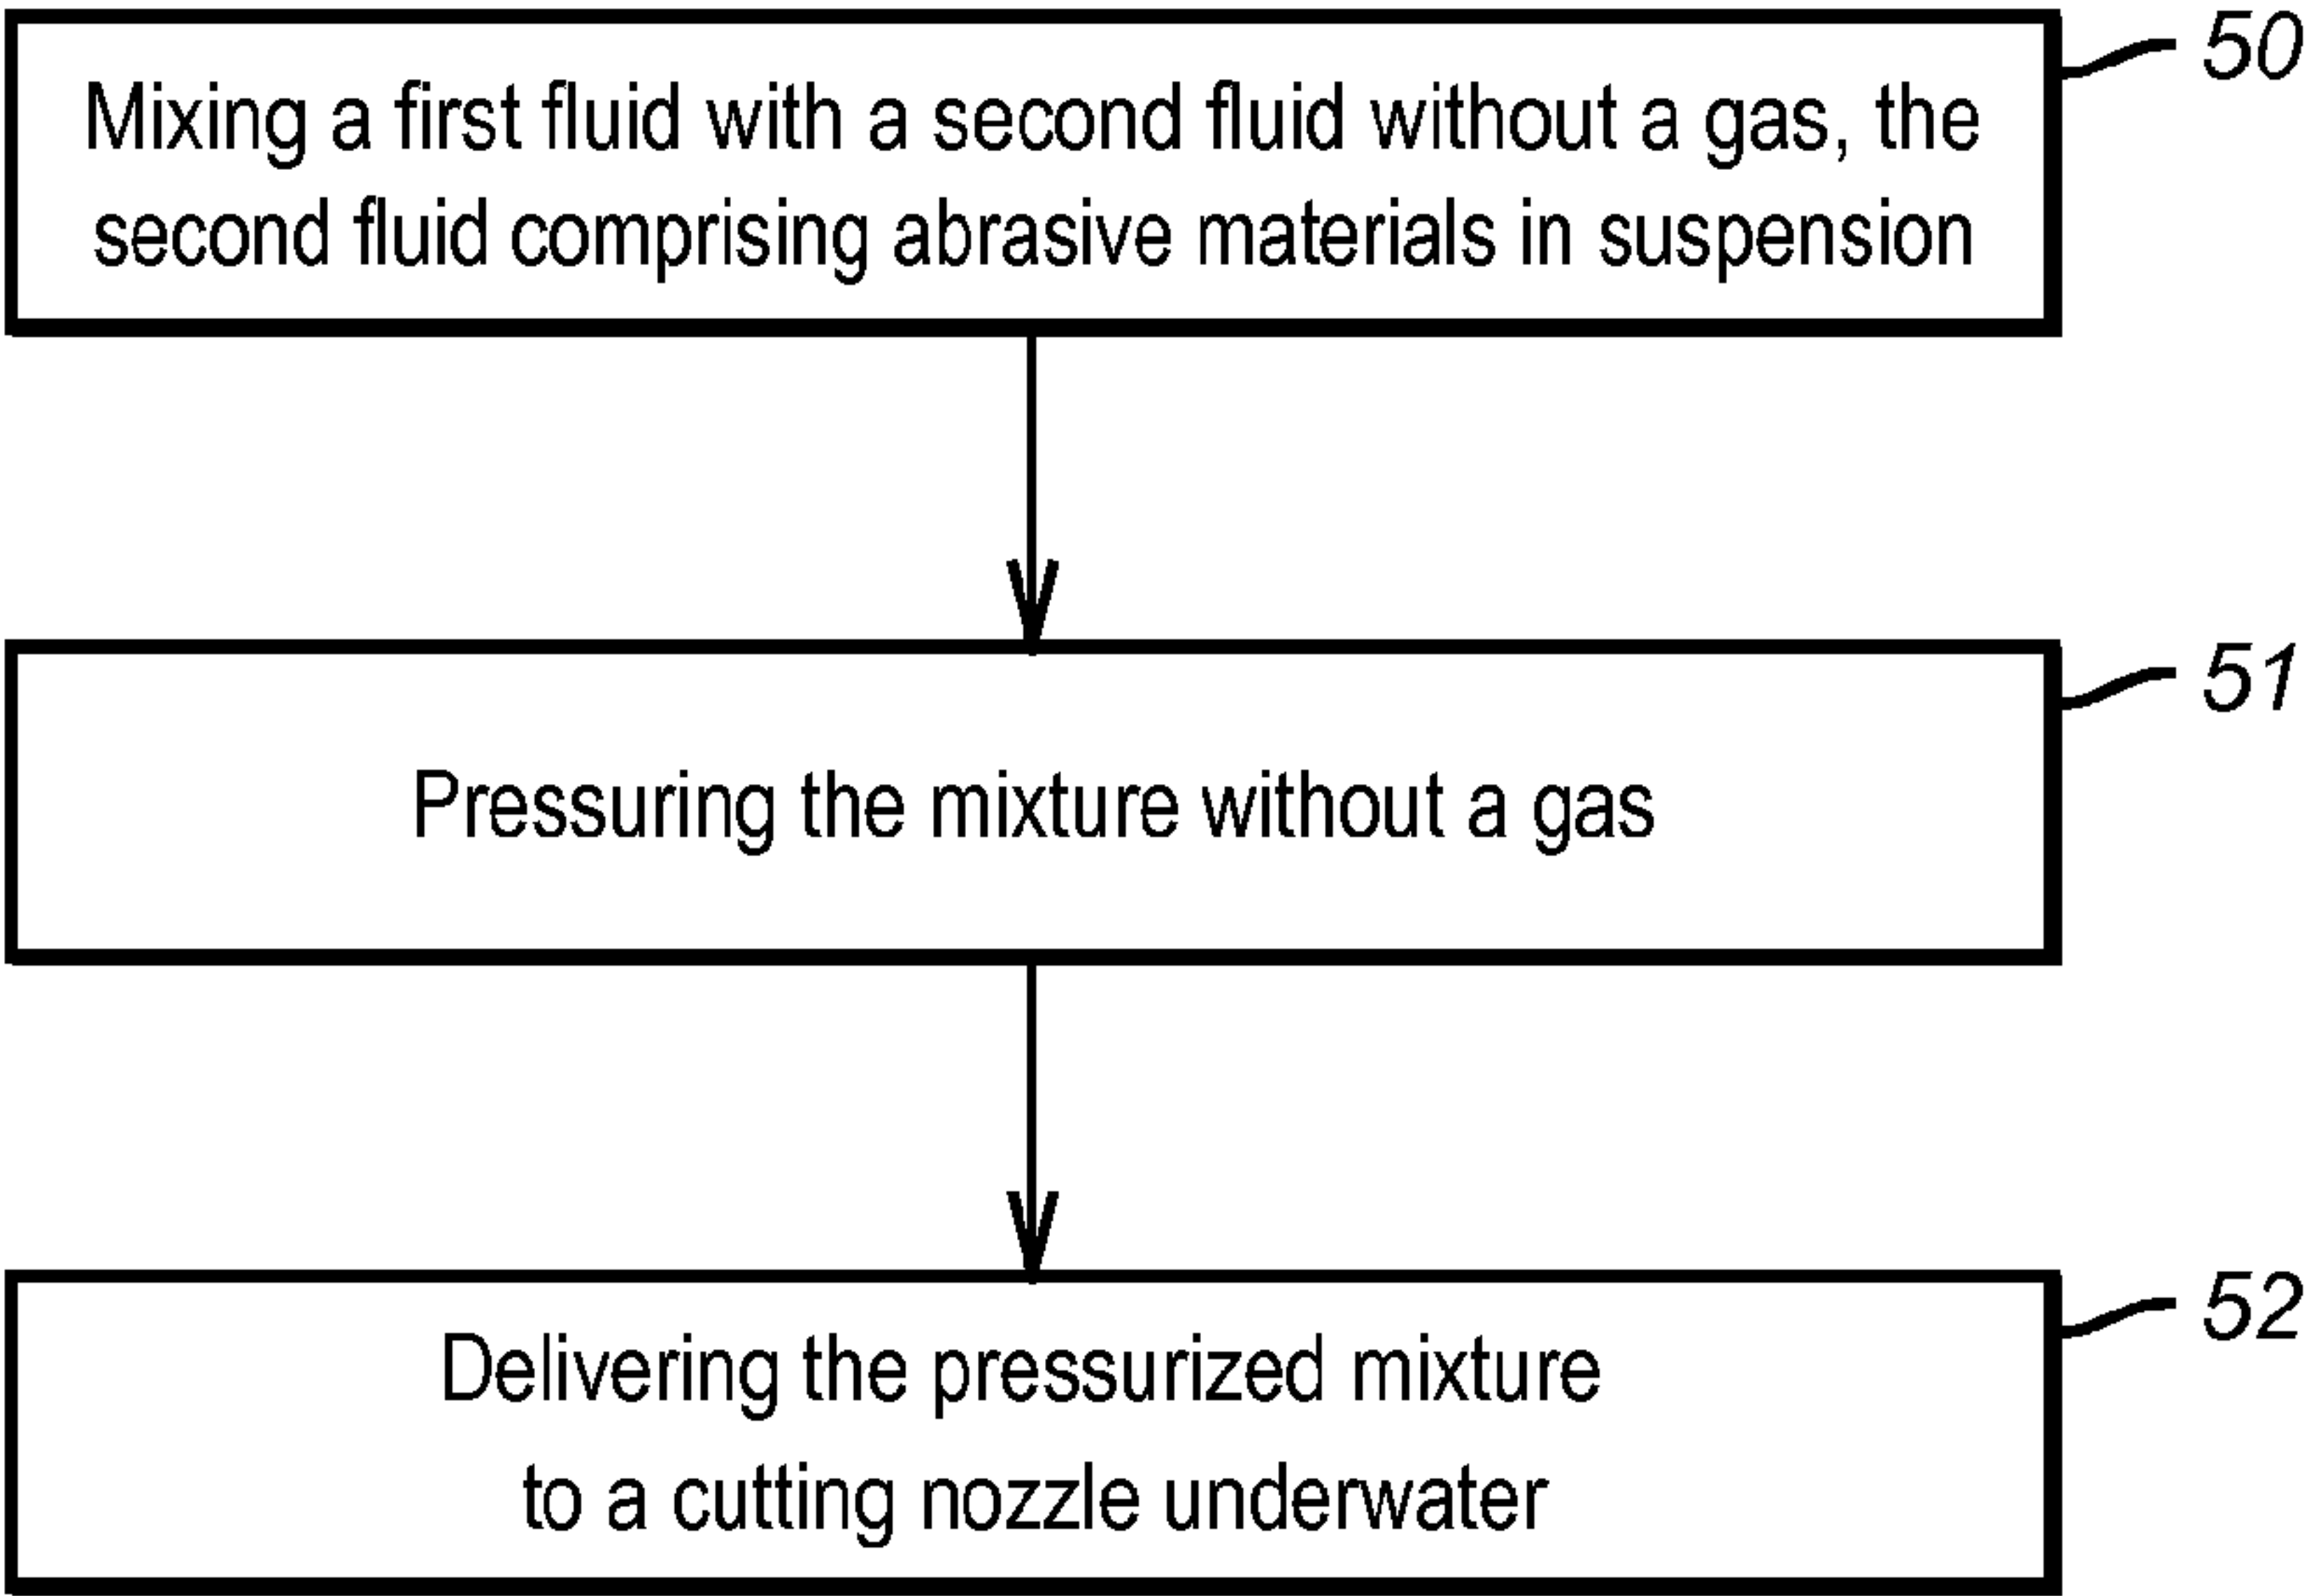 Mixing a first fluid with a second fluid without a gas, the
second fluid comprising abrasive materials in suspension
50
Pressuring the mixture without a gas
51
Delivering the pressurized mixture
to a cutting nozzle underwater
52